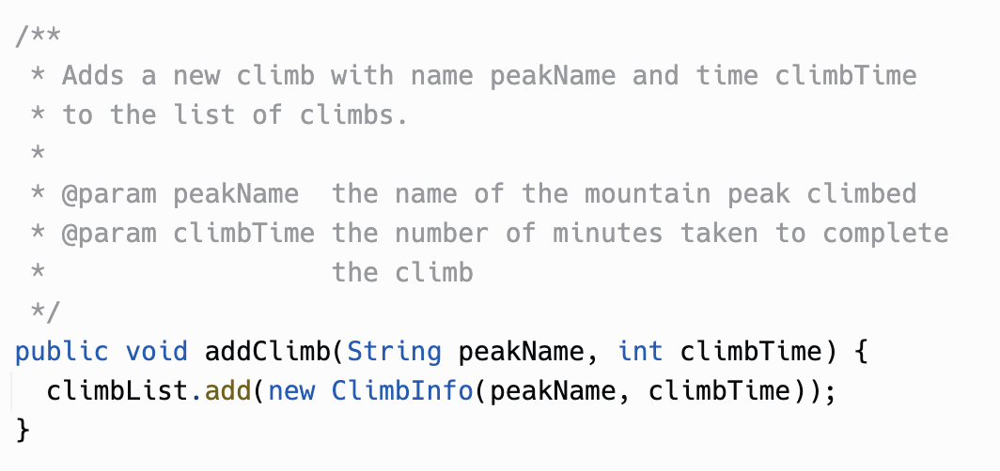 /**
 * Adds a new climb with name peakName and time climbTime
 * to the list of climbs.
 *
 * @param peakName  the name of the mountain peak climbed
 * @param climbTime the number of minutes taken to complete
 *                  the climb
 */
public void addClimb(String peakName, int climbTime) {
  climbList.add(new ClimbInfo(peakName, climbTime));
}